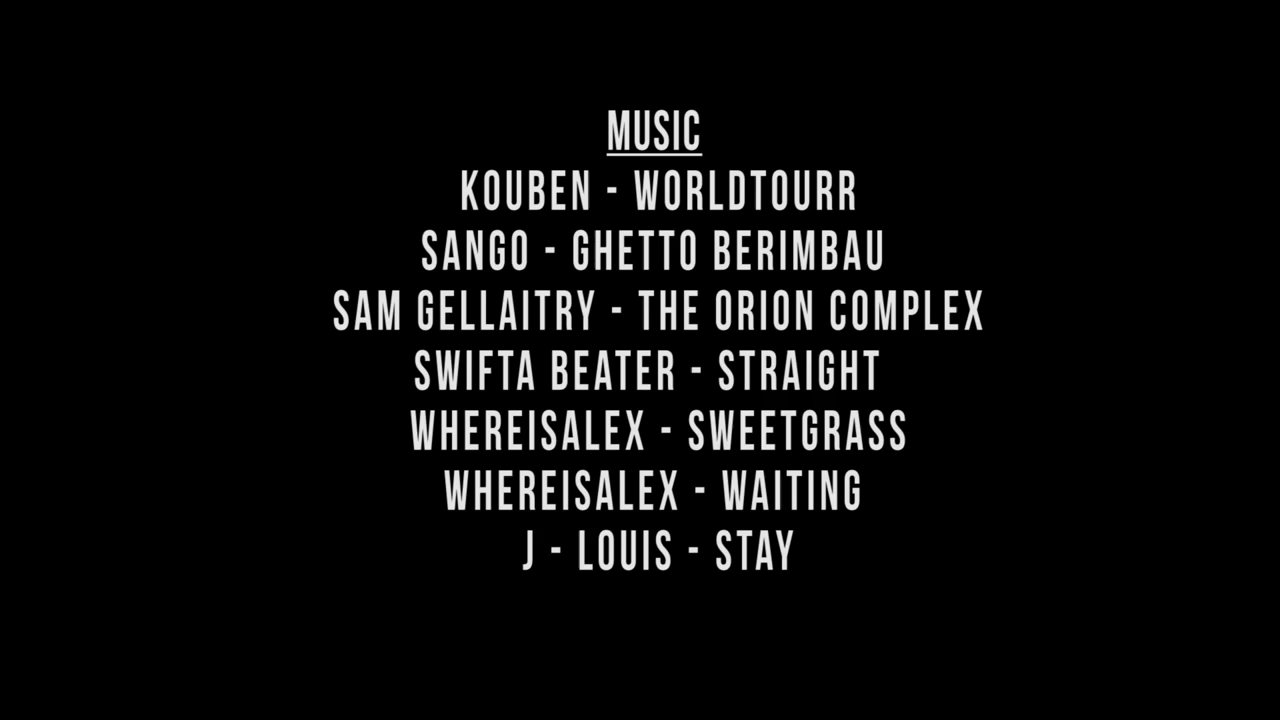 MUSIC
KOUBEN - WORLDTOURR
SANGO - GHETTO BERIMBAU
SAM GELLAITRY - THE ORION COMPLEX
SWIFTA BEATER - STRAIGHT
WHEREISALEX - SWEETGRASS
WHEREISALEX - WAITING
J - LOUIS - STAY